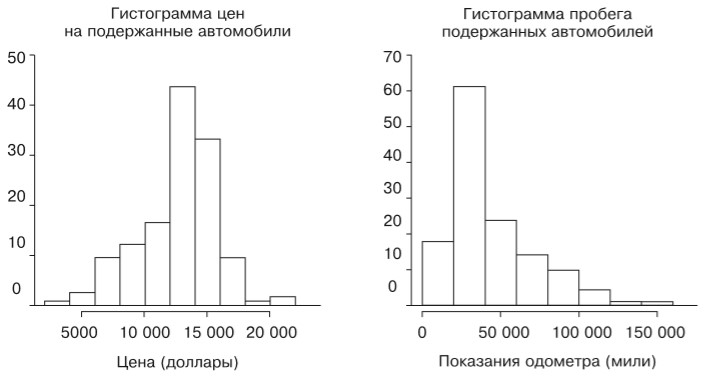 Гистограмма цен
на подержанные автомобили
50
40
30
20
10
0
5000 10 000 15 000 20 000
Цена (доллары)
Гистограмма пробега
подержанных автомобилей
70
60
50
40
30
20
10
0
0 50 000 100 000 150 000
Показания одометра (мили)